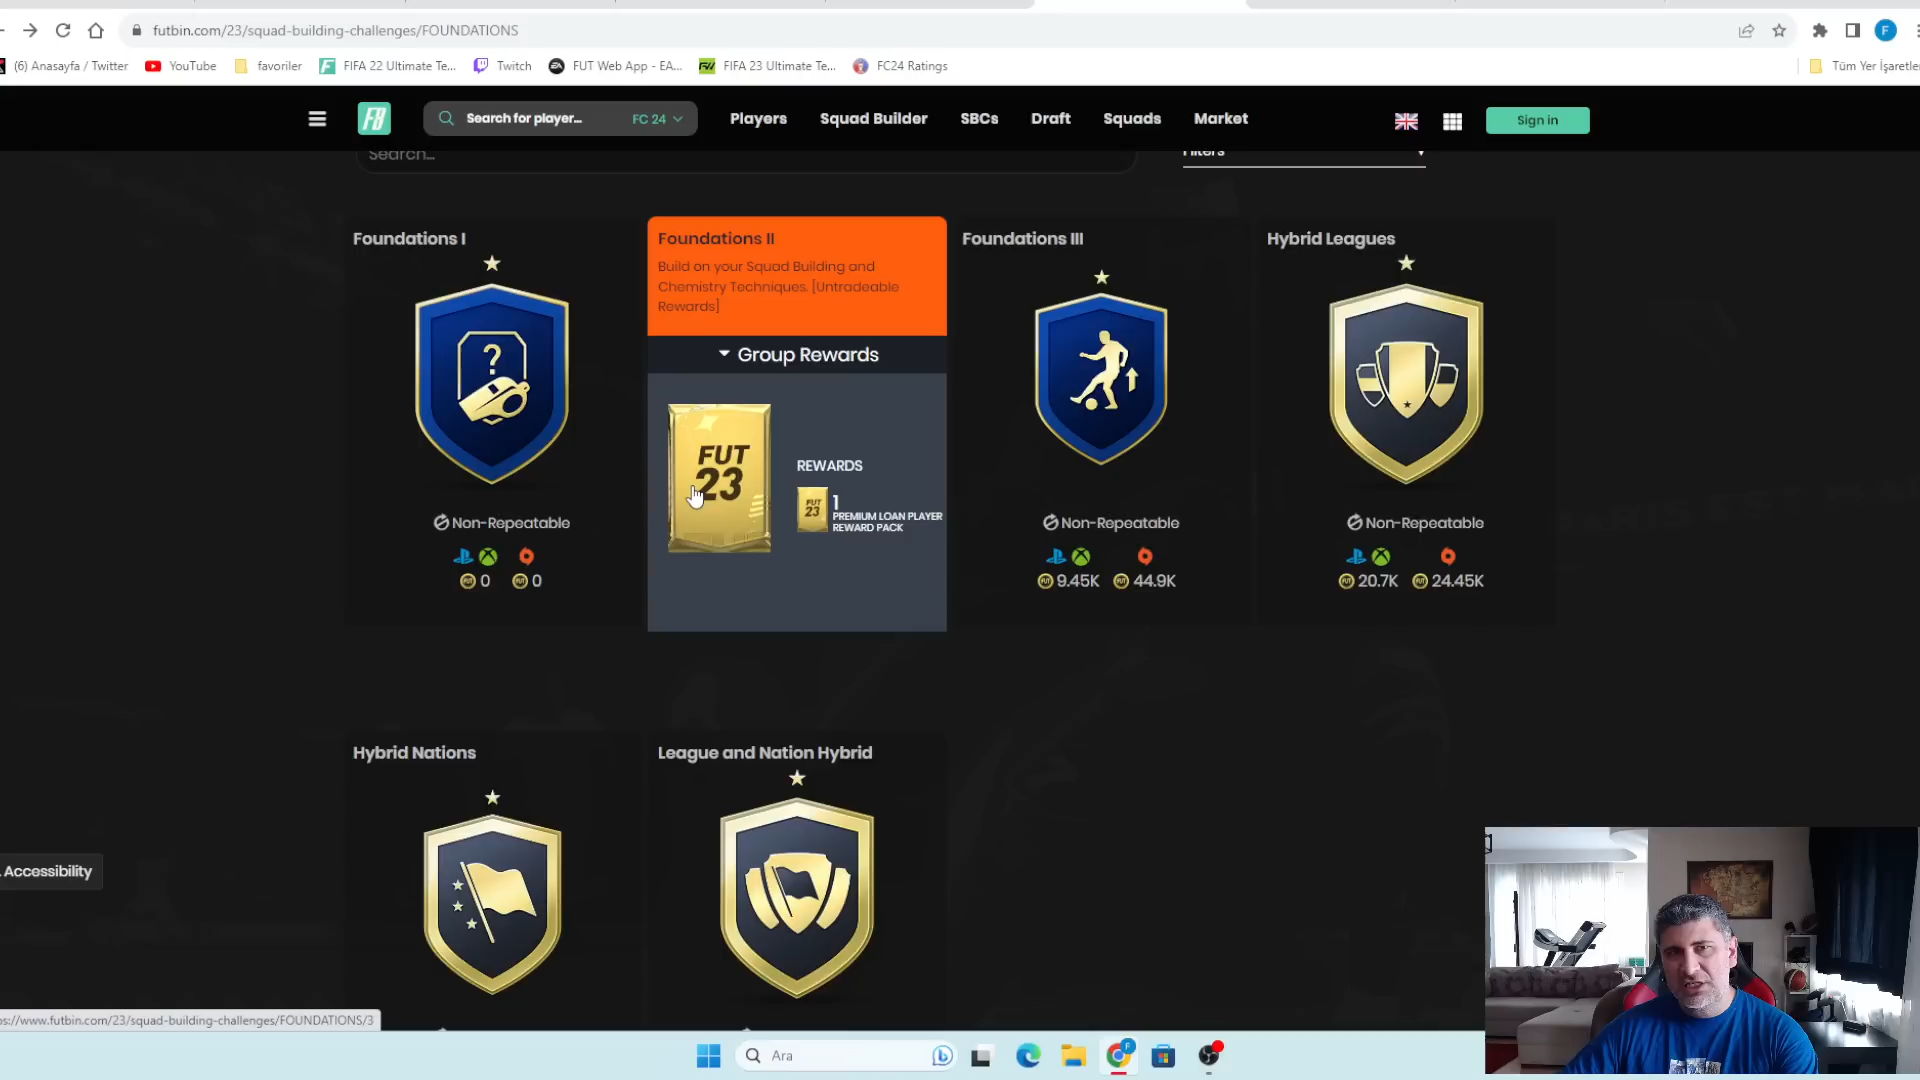 futbin.com/23/squad-building-challenges/FOUNDATIONS
(6) Anasayfa / Twitter
YouTube
favoriler
FIFA 22 Ultimate Te...
Twitch
FUT Web App - EA...
FIFA 23 Ultimate Te...
FC24 Ratings
Tüm Yer İşaretle
Search for player...
FC 24
Players
Squad Builder
SBCs
Draft
Squads
Market
Sign in
Search...
Filters
Foundations I
Non-Repeatable
0
0
Foundations II
Build on your Squad Building and
Chemistry Techniques. [Untradeable
Rewards]
Group Rewards
FUT
23
REWARDS
FUT
23
1
PREMIUM LOAN PLAYER
REWARD PACK
Foundations III
Non-Repeatable
9.45K
44.9K
Hybrid Leagues
Non-Repeatable
20.7K
24.45K
Hybrid Nations
League and Nation Hybrid
Accessibility
ps://www.futbin.com/23/squad-building-challenges/FOUNDATIONS/3
Ara